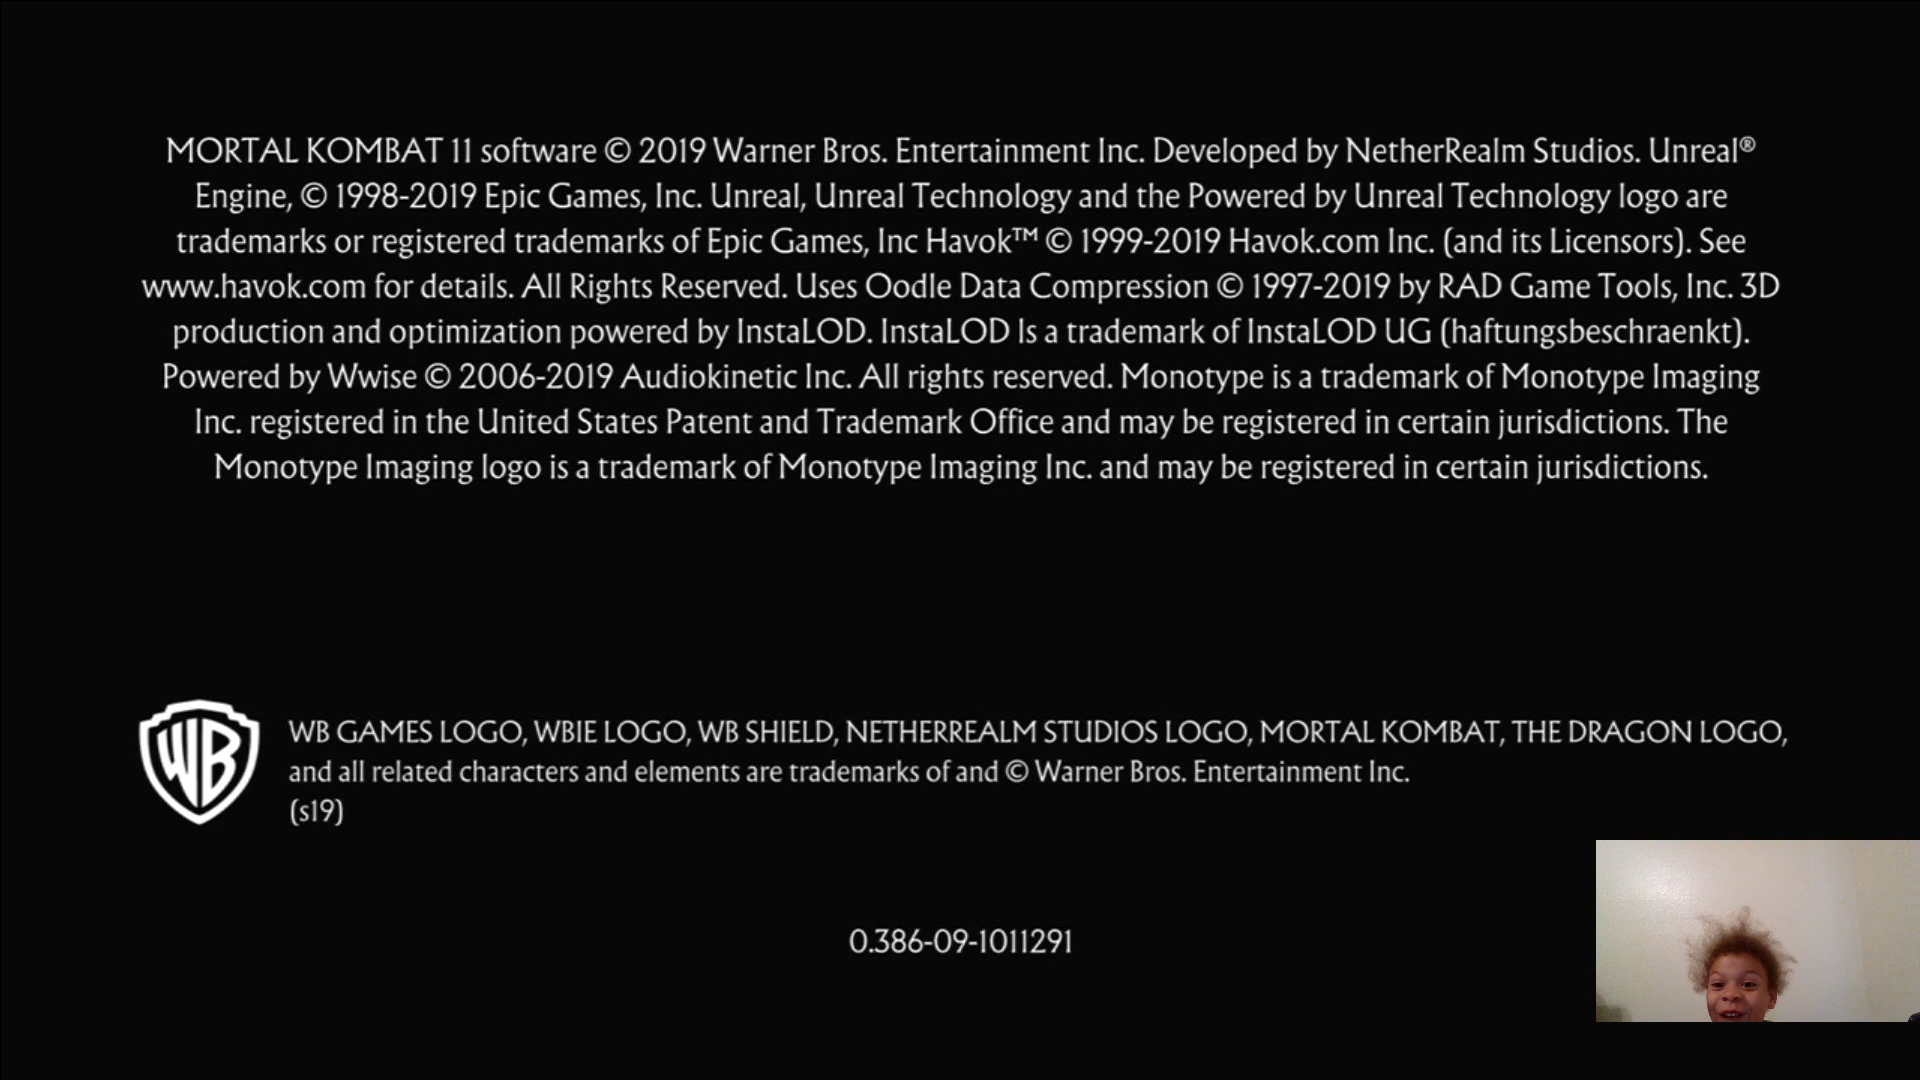 MORTAL KOMBAT 11 software © 2019 Warner Bros. Entertainment Inc. Developed by NetherRealm Studios. Unreal®
Engine, © 1998-2019 Epic Games, Inc. Unreal, Unreal Technology and the Powered by Unreal Technology logo are
trademarks or registered trademarks of Epic Games, Inc Havok™ © 1999-2019 Havok.com Inc. (and its Licensors). See
www.havok.com for details. All Rights Reserved. Uses Oodle Data Compression © 1997-2019 by RAD Game Tools, Inc. 3D
production and optimization powered by InstaLOD. InstaLOD Is a trademark of InstaLOD UG (haftungsbeschraenkt).
Powered by Wwise © 2006-2019 Audiokinetic Inc. All rights reserved. Monotype is a trademark of Monotype Imaging
Inc. registered in the United States Patent and Trademark Office and may be registered in certain jurisdictions. The
Monotype Imaging logo is a trademark of Monotype Imaging Inc. and may be registered in certain jurisdictions.
WB
WB GAMES LOGO, WBIE LOGO, WB SHIELD, NETHERREALM STUDIOS LOGO, MORTAL KOMBAT, THE DRAGON LOGO,
and all related characters and elements are trademarks of and © Warner Bros. Entertainment Inc.
(s19)
0.386-09-1011291